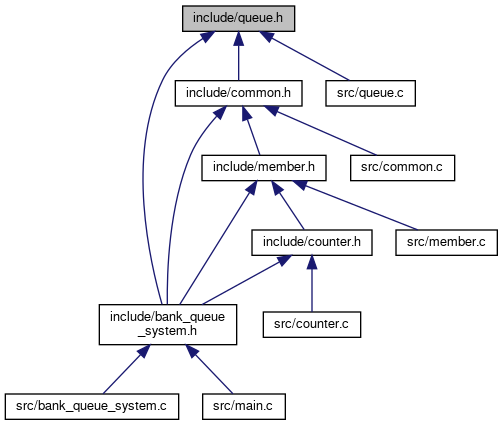 include/queue.h
include/common.h
src/queue.c
include/member.h
src/common.c
include/counter.h
src/member.c
include/bank_queue
_system.h
src/counter.c
src/bank_queue_system.c
src/main.c